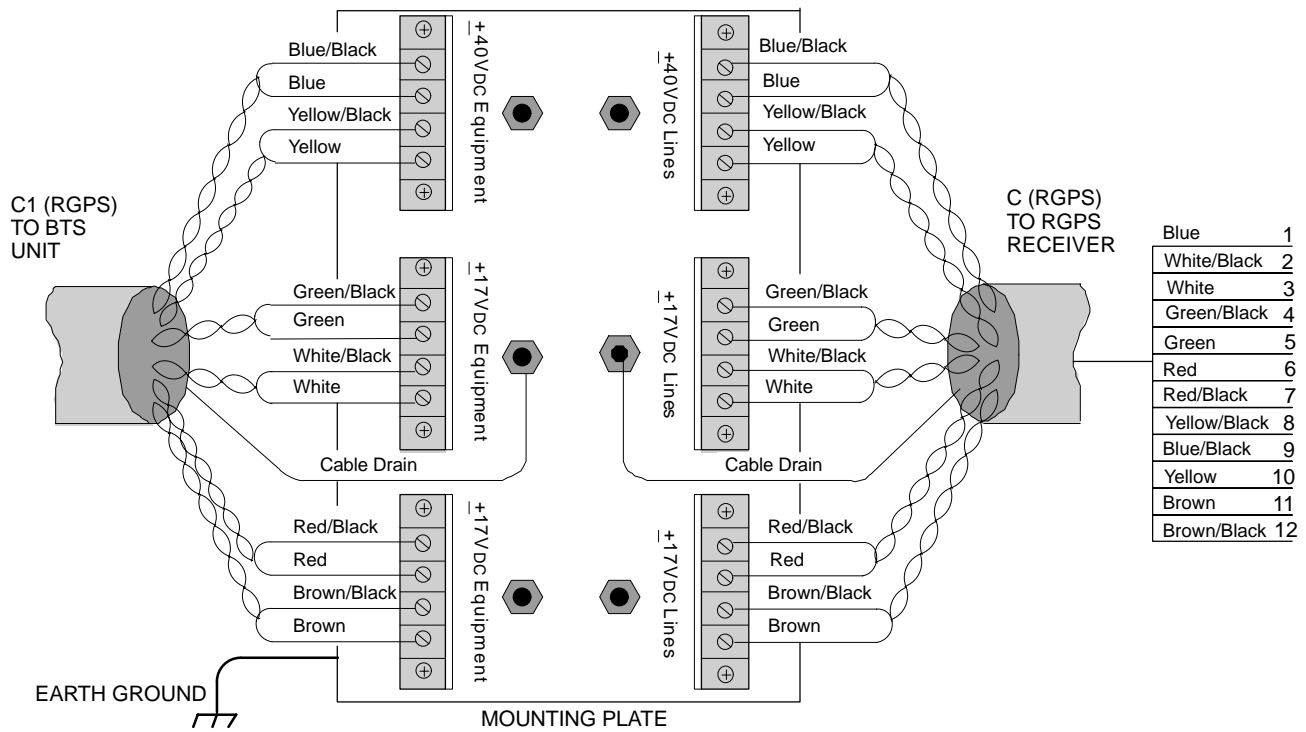 Blue/Black
Blue
Yellow/Black
Yellow
+40VDC Equipment
+40VDC Lines
Blue/Black
Blue
Yellow/Black
Yellow
C1 (RGPS)
TO BTS
UNIT
C (RGPS)
TO RGPS
RECEIVER
Green/Black
Green
White/Black
White
+17VDC Equipment
+17VDC Lines
Green/Black
Green
White/Black
White
Cable Drain
Cable Drain
Red/Black
Red
Brown/Black
Brown
+17VDC Equipment
+17VDC Lines
Red/Black
Red
Brown/Black
Brown
Blue 1
White/Black 2
White 3
Green/Black 4
Green 5
Red 6
Red/Black 7
Yellow/Black 8
Blue/Black 9
Yellow 10
Brown 11
Brown/Black 12
EARTH GROUND
MOUNTING PLATE